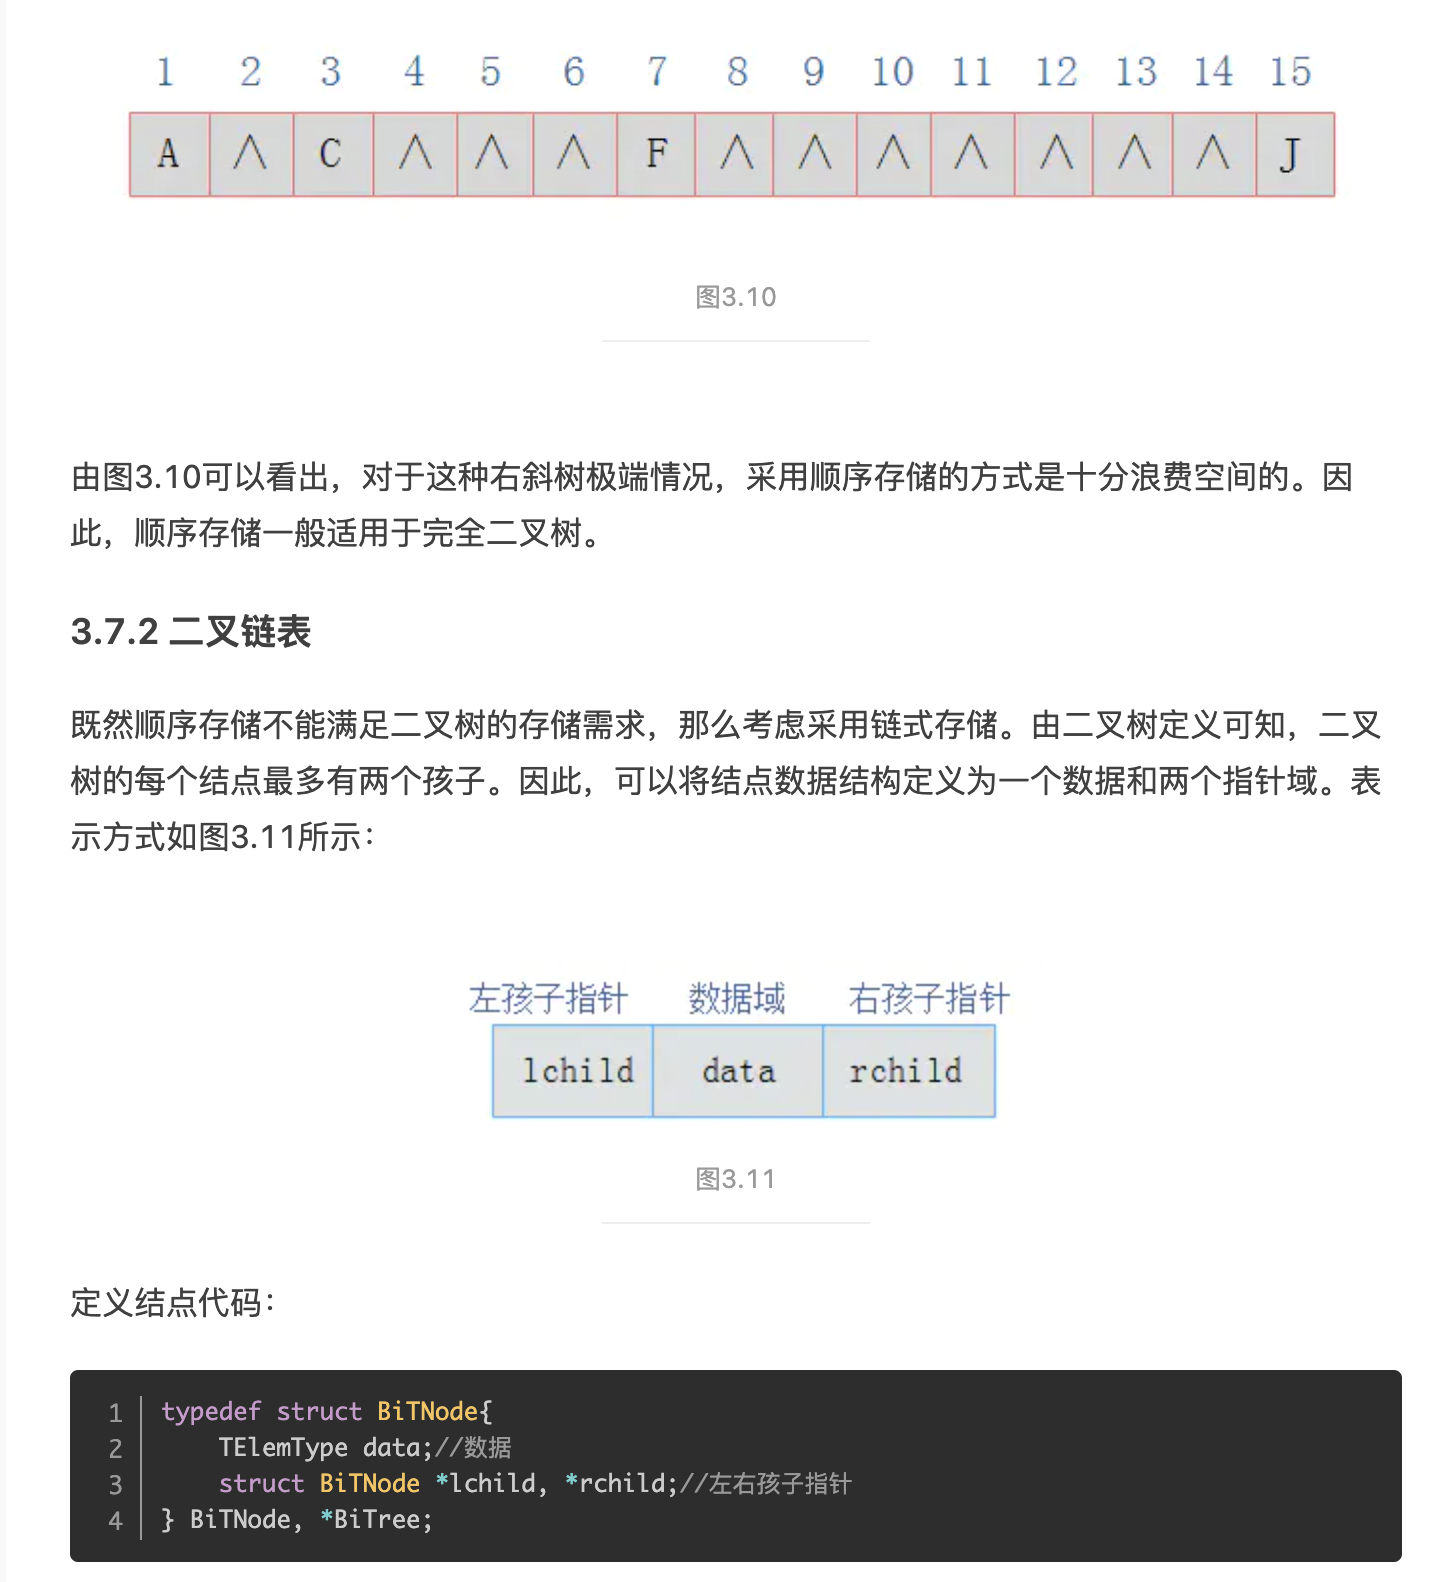 1 2 3 4 5 6 7 8 9 10 11 12 13 14 15
A ∧ C ∧ ∧ ∧ F ∧ ∧ ∧ ∧ ∧ ∧ ∧ J
图3.10
由图3.10可以看出，对于这种右斜树极端情况，采用顺序存储的方式是十分浪费空间的。因
此，顺序存储一般适用于完全二叉树。
3.7.2 二叉链表
既然顺序存储不能满足二叉树的存储需求，那么考虑采用链式存储。由二叉树定义可知，二叉
树的每个结点最多有两个孩子。因此，可以将结点数据结构定义为一个数据和两个指针域。表
示方式如图3.11所示：
左孩子指针 数据域 右孩子指针
lchild data rchild
图3.11
定义结点代码：
1 typedef struct BiTNode{
2     TElemType data;//数据
3     struct BiTNode *lchild, *rchild;//左右孩子指针
4 } BiTNode, *BiTree;